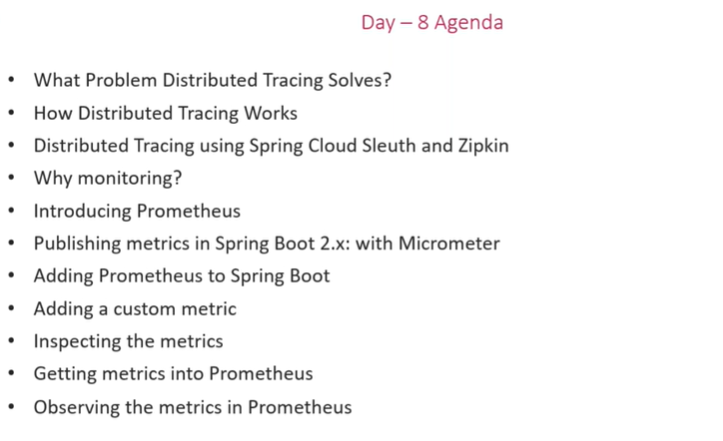 Day – 8 Agenda
• What Problem Distributed Tracing Solves?
• How Distributed Tracing Works
• Distributed Tracing using Spring Cloud Sleuth and Zipkin
• Why monitoring?
• Introducing Prometheus
• Publishing metrics in Spring Boot 2.x: with Micrometer
• Adding Prometheus to Spring Boot
• Adding a custom metric
• Inspecting the metrics
• Getting metrics into Prometheus
• Observing the metrics in Prometheus